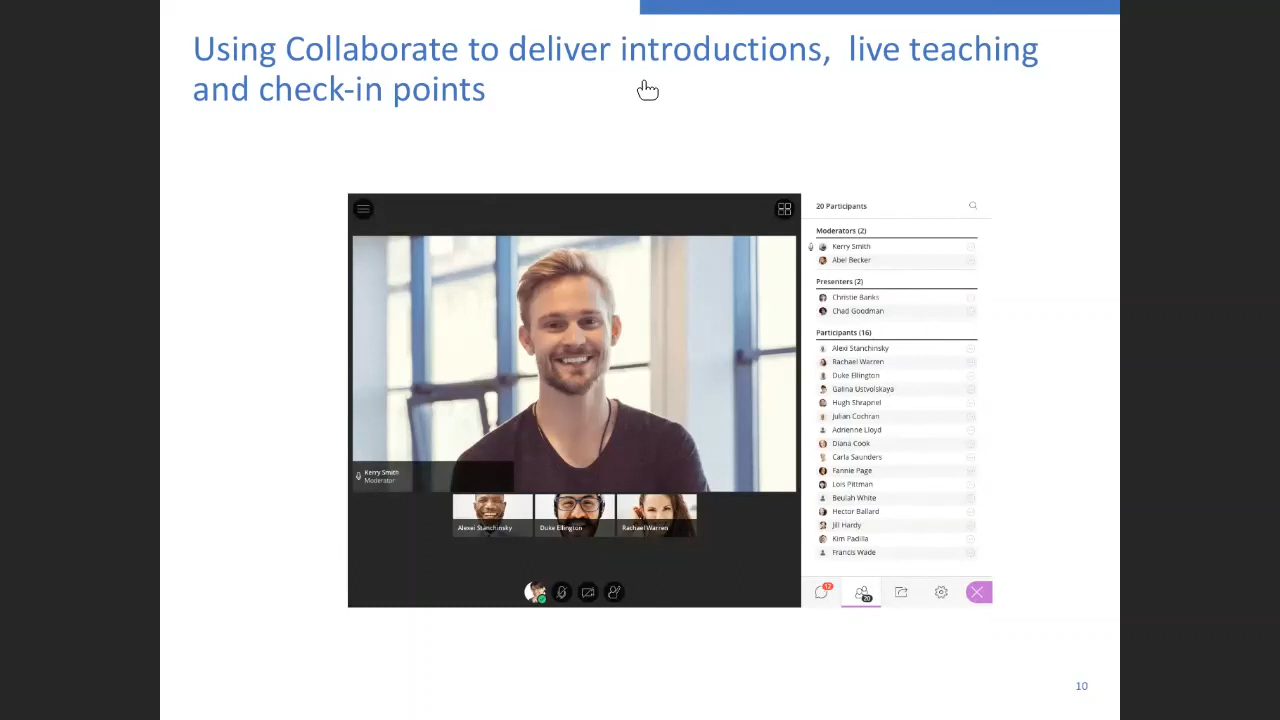 Using Collaborate to deliver introductions, live teaching
and check-in points
20 Participants
Moderators (2)
Kerry Smith
Abel Becker
Presenters (2)
Christie Banks
Chad Goodman
Participants (16)
Alexi Stanchinsky
Rachael Warren
Duke Ellington
Galina Ustvolskaya
Hugh Shrapnel
Julian Cochran
Adrienne Lloyd
Diana Cook
Carla Saunders
Fannie Page
Lois Pittman
Beulah White
Hector Ballard
Jill Hardy
Kim Padilla
Francis Wade
Kerry Smith
Moderator
Alexei Stanchinsky
Duke Ellington
Rachael Warren
12
20
10